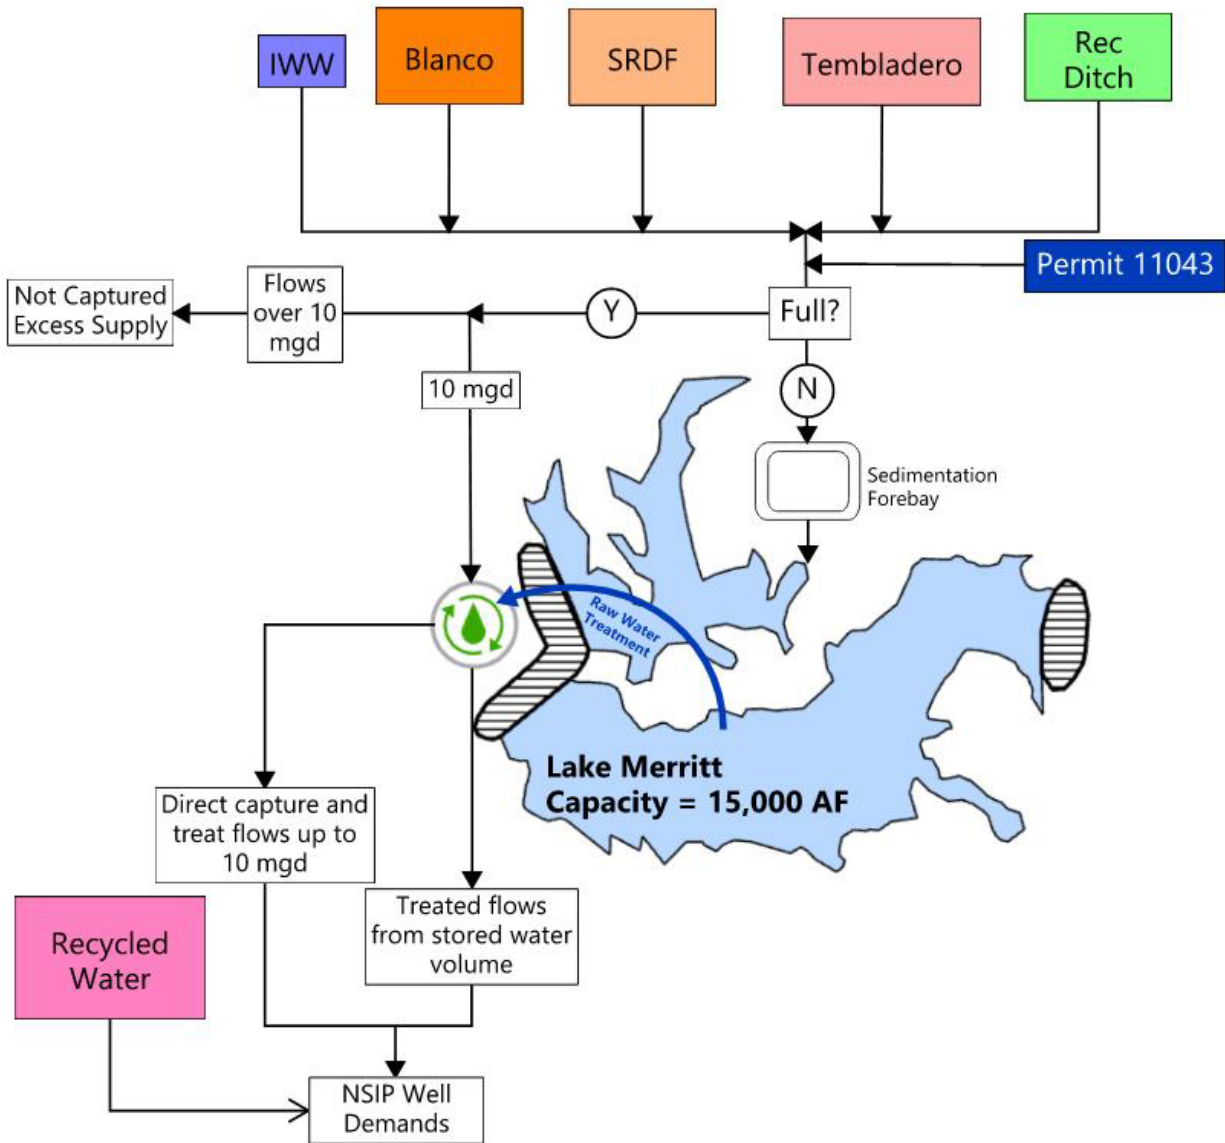 IWW
Blanco
SRDF
Tembladero
Rec
Ditch
Permit 11043
Not Captured
Excess Supply
Flows
over 10
mgd
Y
Full?
10 mgd
N
Sedimentation
Forebay
Raw Water
Treatment
Lake Merritt
Capacity = 15,000 AF
Direct capture and
treat flows up to
10 mgd
Treated flows
from stored water
volume
Recycled
Water
NSIP Well
Demands